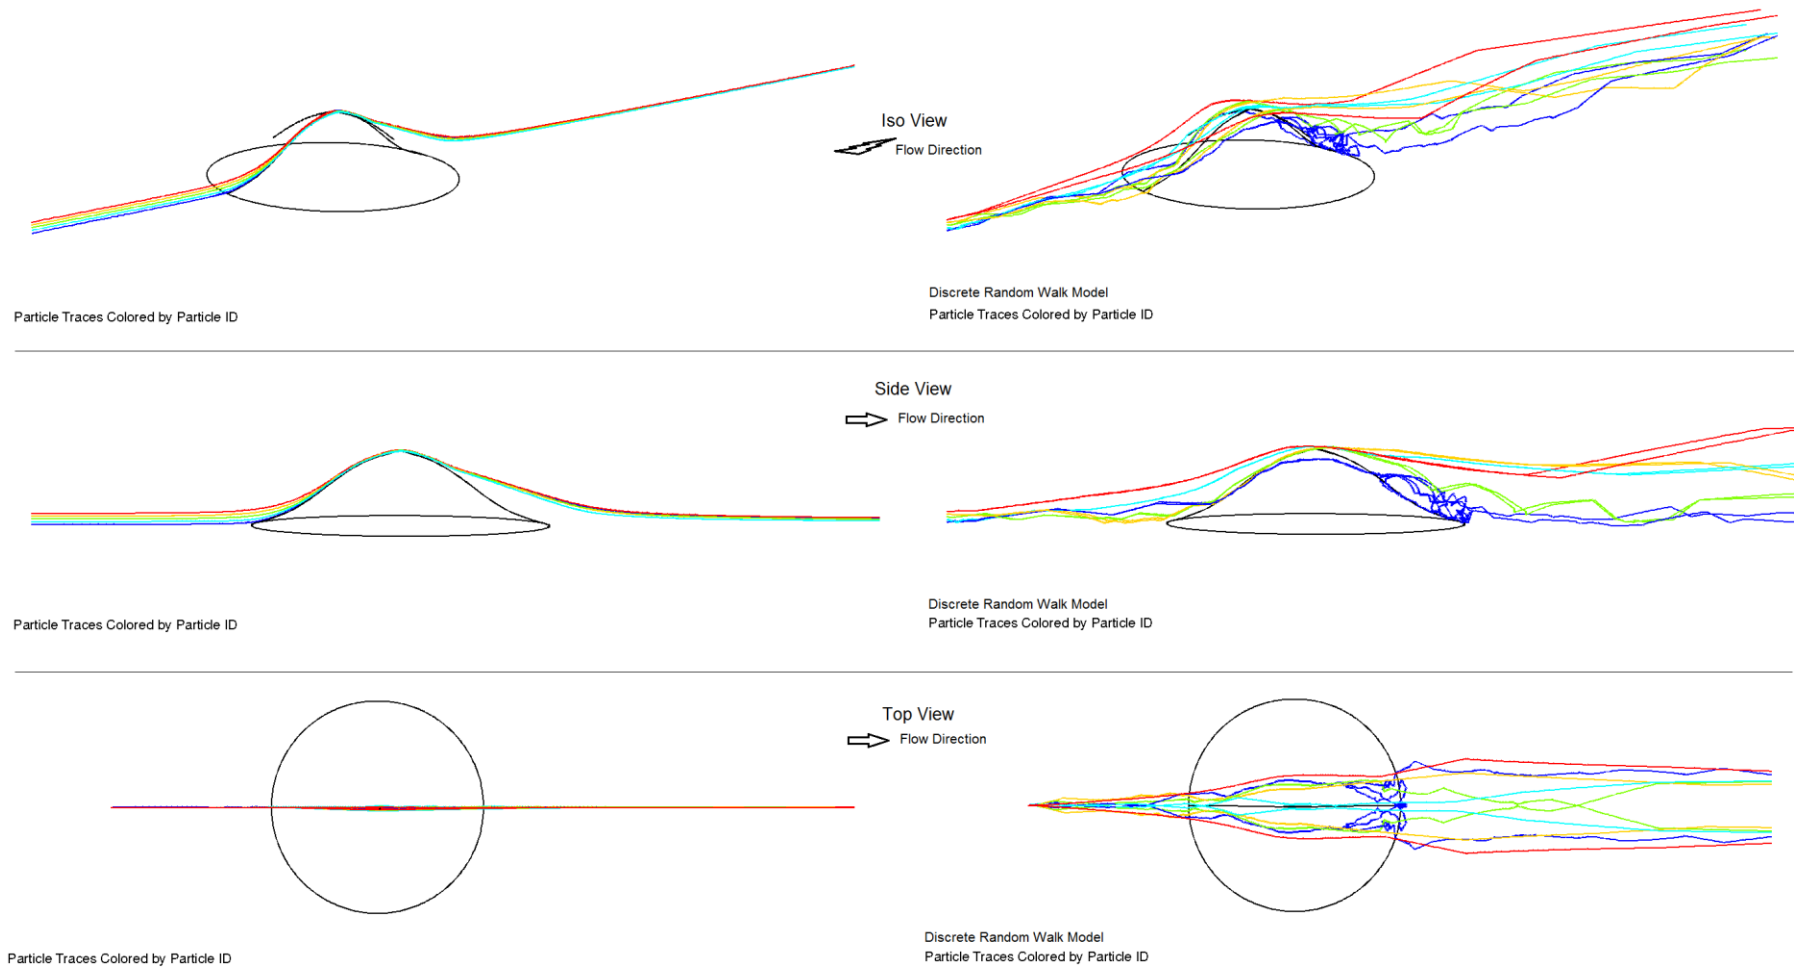 Iso View
Flow Direction
Particle Traces Colored by Particle ID
Discrete Random Walk Model
Particle Traces Colored by Particle ID
Side View
Flow Direction
Particle Traces Colored by Particle ID
Discrete Random Walk Model
Particle Traces Colored by Particle ID
Top View
Flow Direction
Particle Traces Colored by Particle ID
Discrete Random Walk Model
Particle Traces Colored by Particle ID